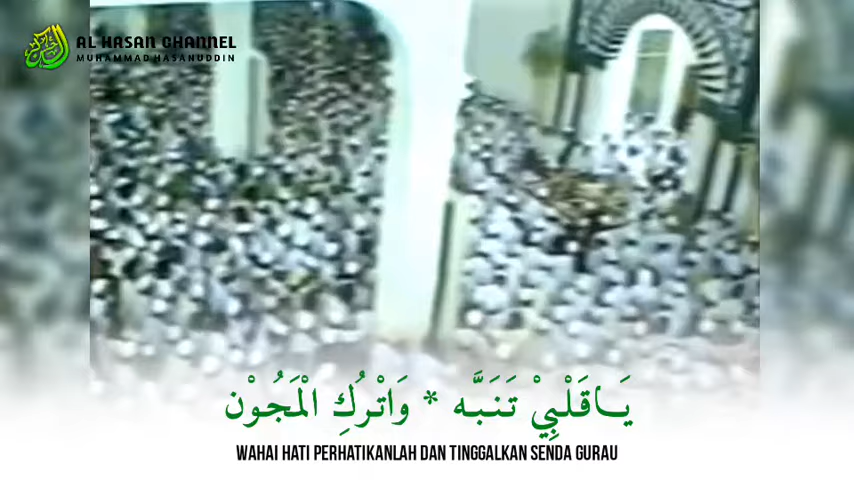 AL HASAN CHANNEL
MUHAMMAD HASANUDDIN
يَاقَلْبِيْ تَنَبَّه * وَاتْرُكِ الْمَجُوْن
WAHAI HATI PERHATIKANLAH DAN TINGGALKAN SENDA GURAU